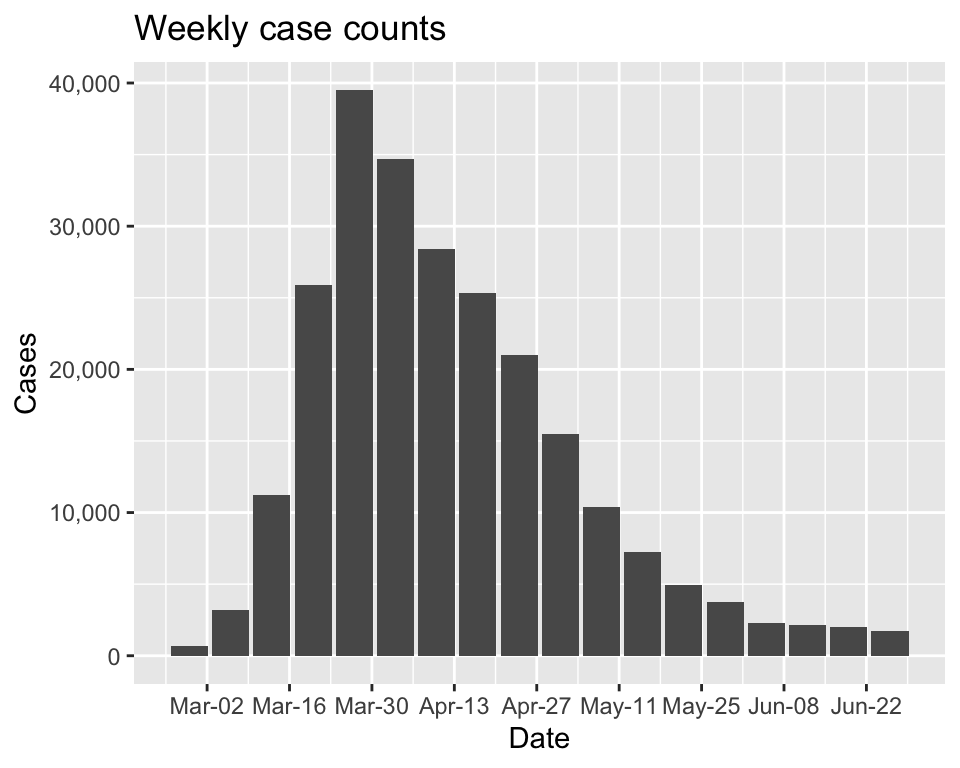 Weekly case counts
40,000
30,000
20,000
10,000
0
Cases
Mar-02 Mar-16 Mar-30 Apr-13 Apr-27 May-11 May-25 Jun-08 Jun-22
Date